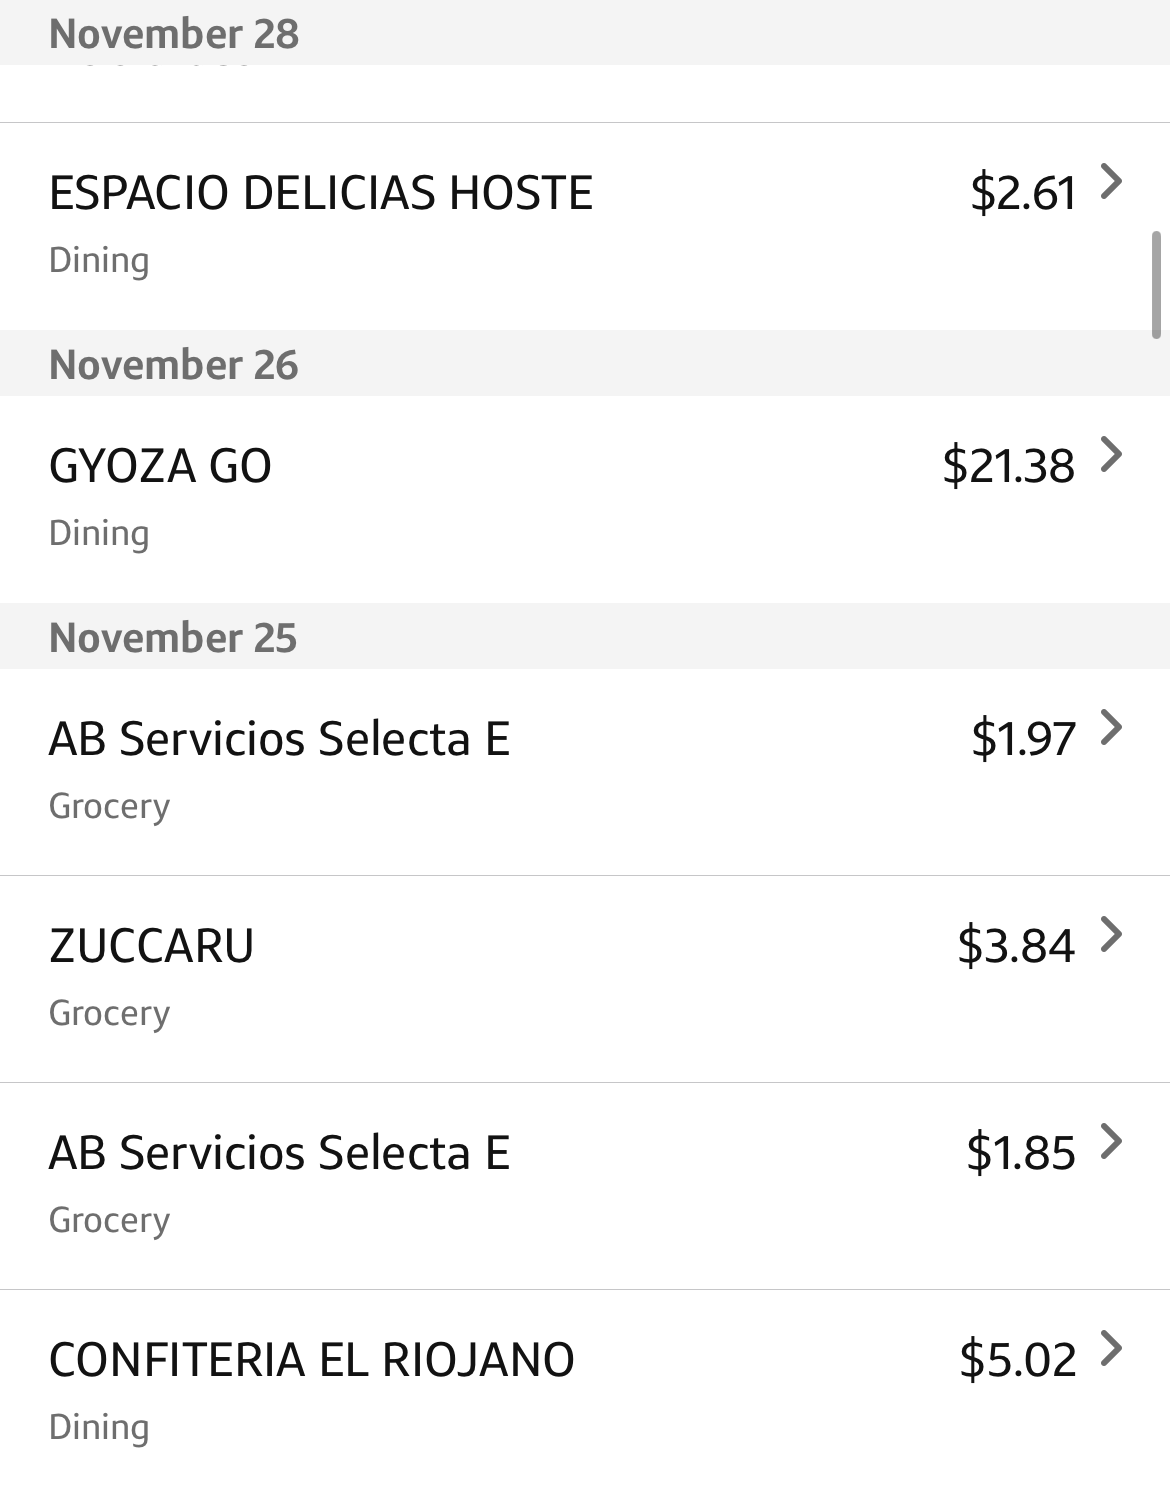 November 28
ESPACIO DELICIAS HOSTE $2.61
Dining
November 26
GYOZA GO $21.38
Dining
November 25
AB Servicios Selecta E $1.97
Grocery
ZUCCARU $3.84
Grocery
AB Servicios Selecta E $1.85
Grocery
CONFITERIA EL RIOJANO $5.02
Dining